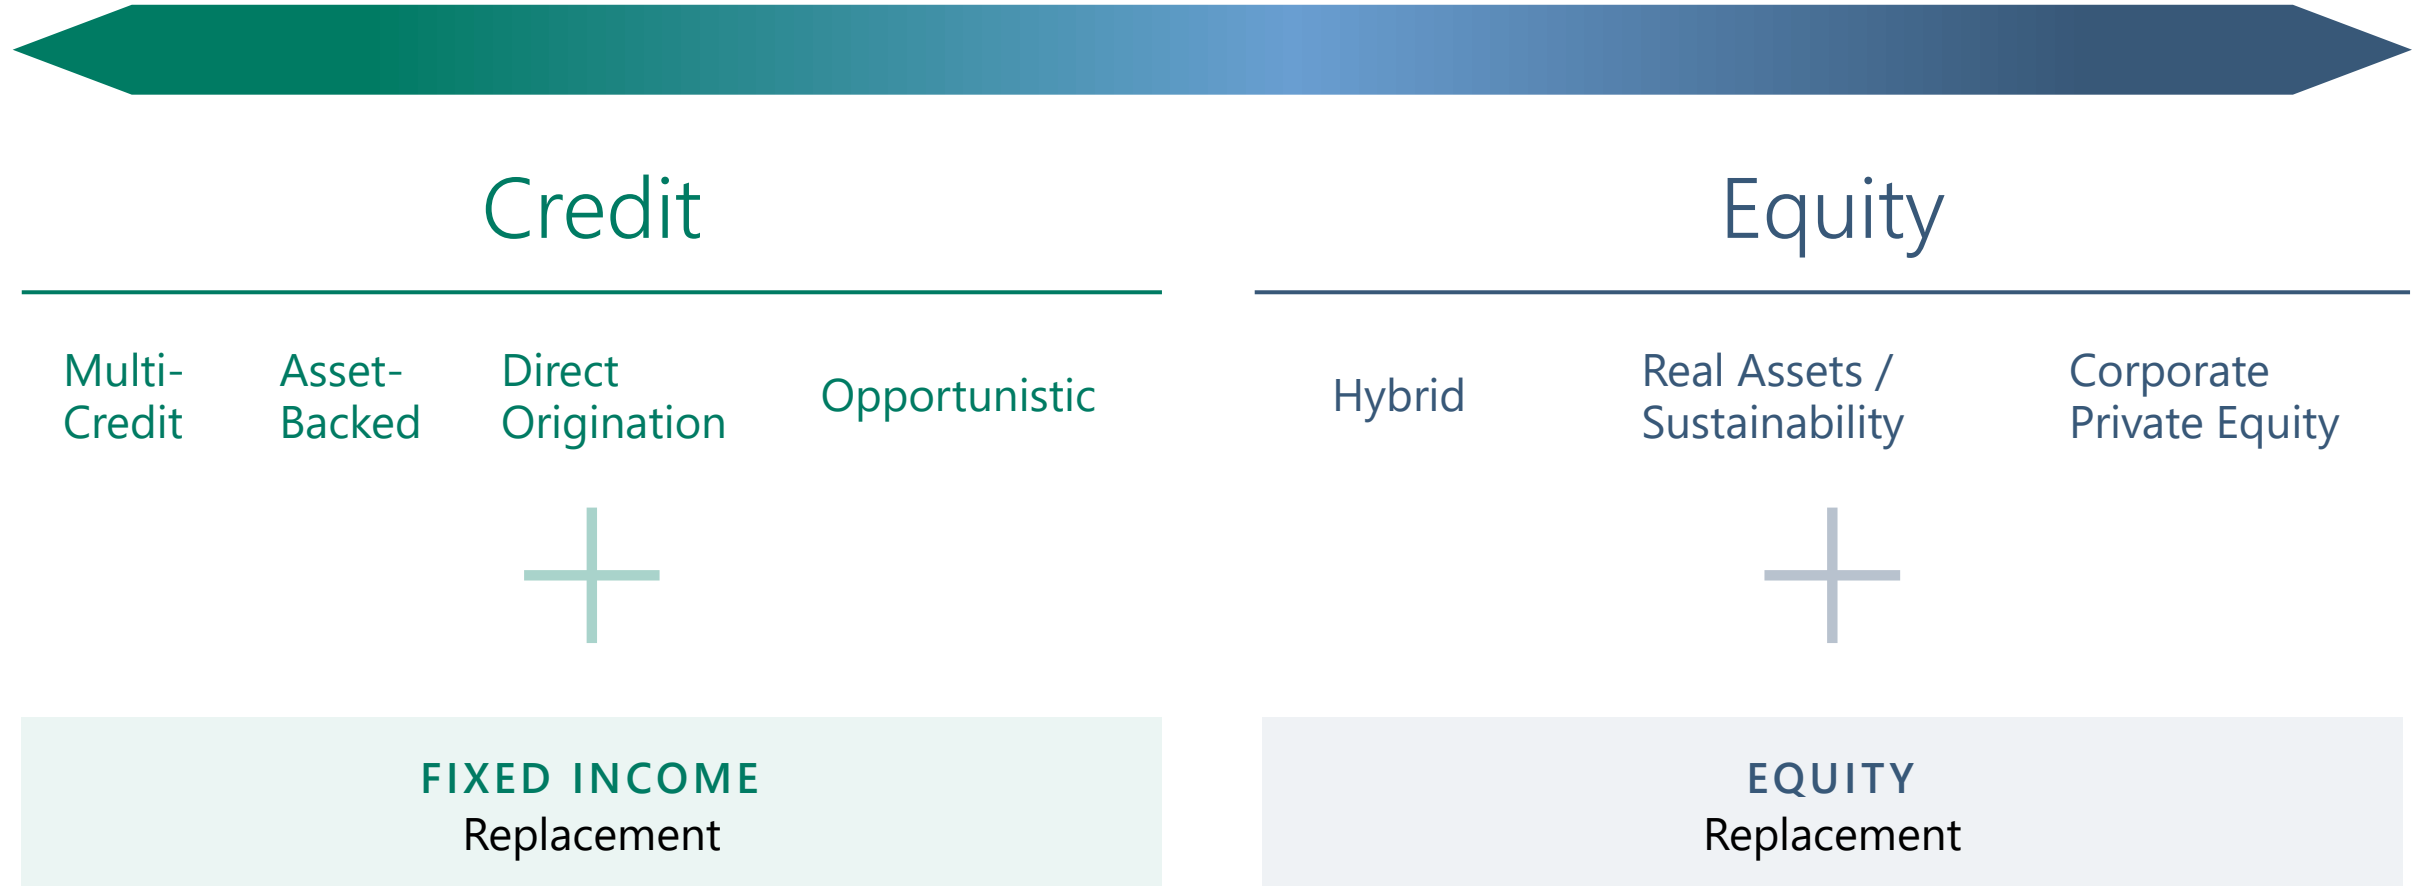 Credit
Equity
Multi-
Credit
Asset-
Backed
Direct
Origination
Opportunistic
Hybrid
Real Assets /
Sustainability
Corporate
Private Equity
FIXED INCOME
Replacement
EQUITY
Replacement